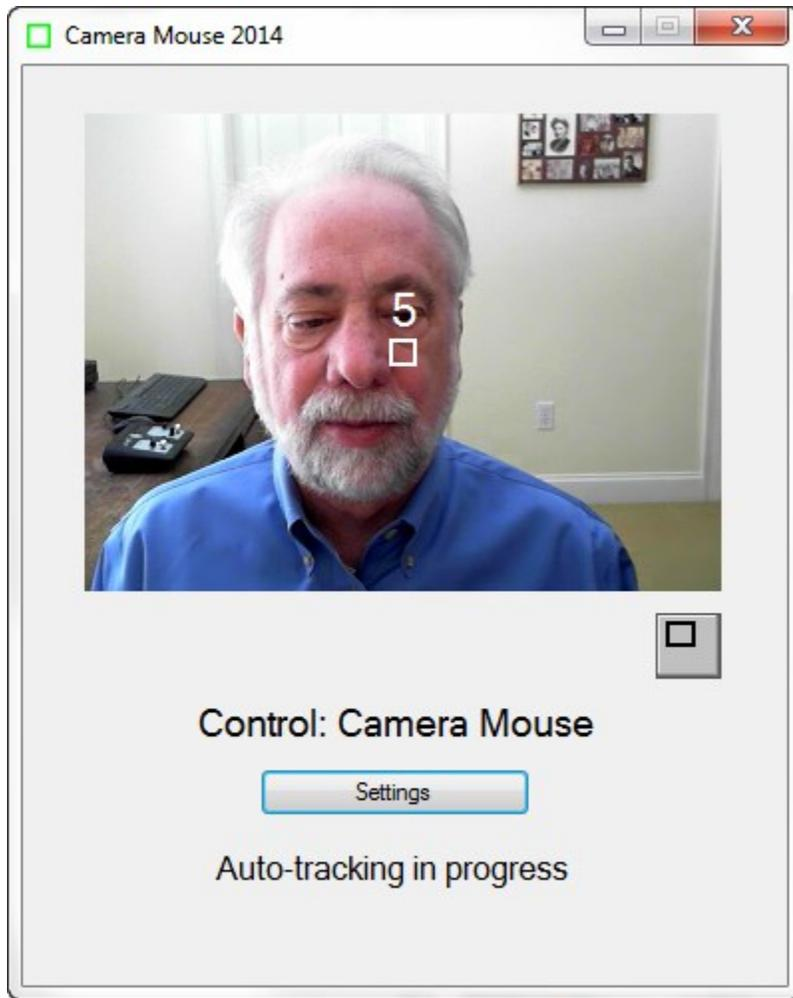 Camera Mouse 2014
5
Control: Camera Mouse
Settings
Auto-tracking in progress